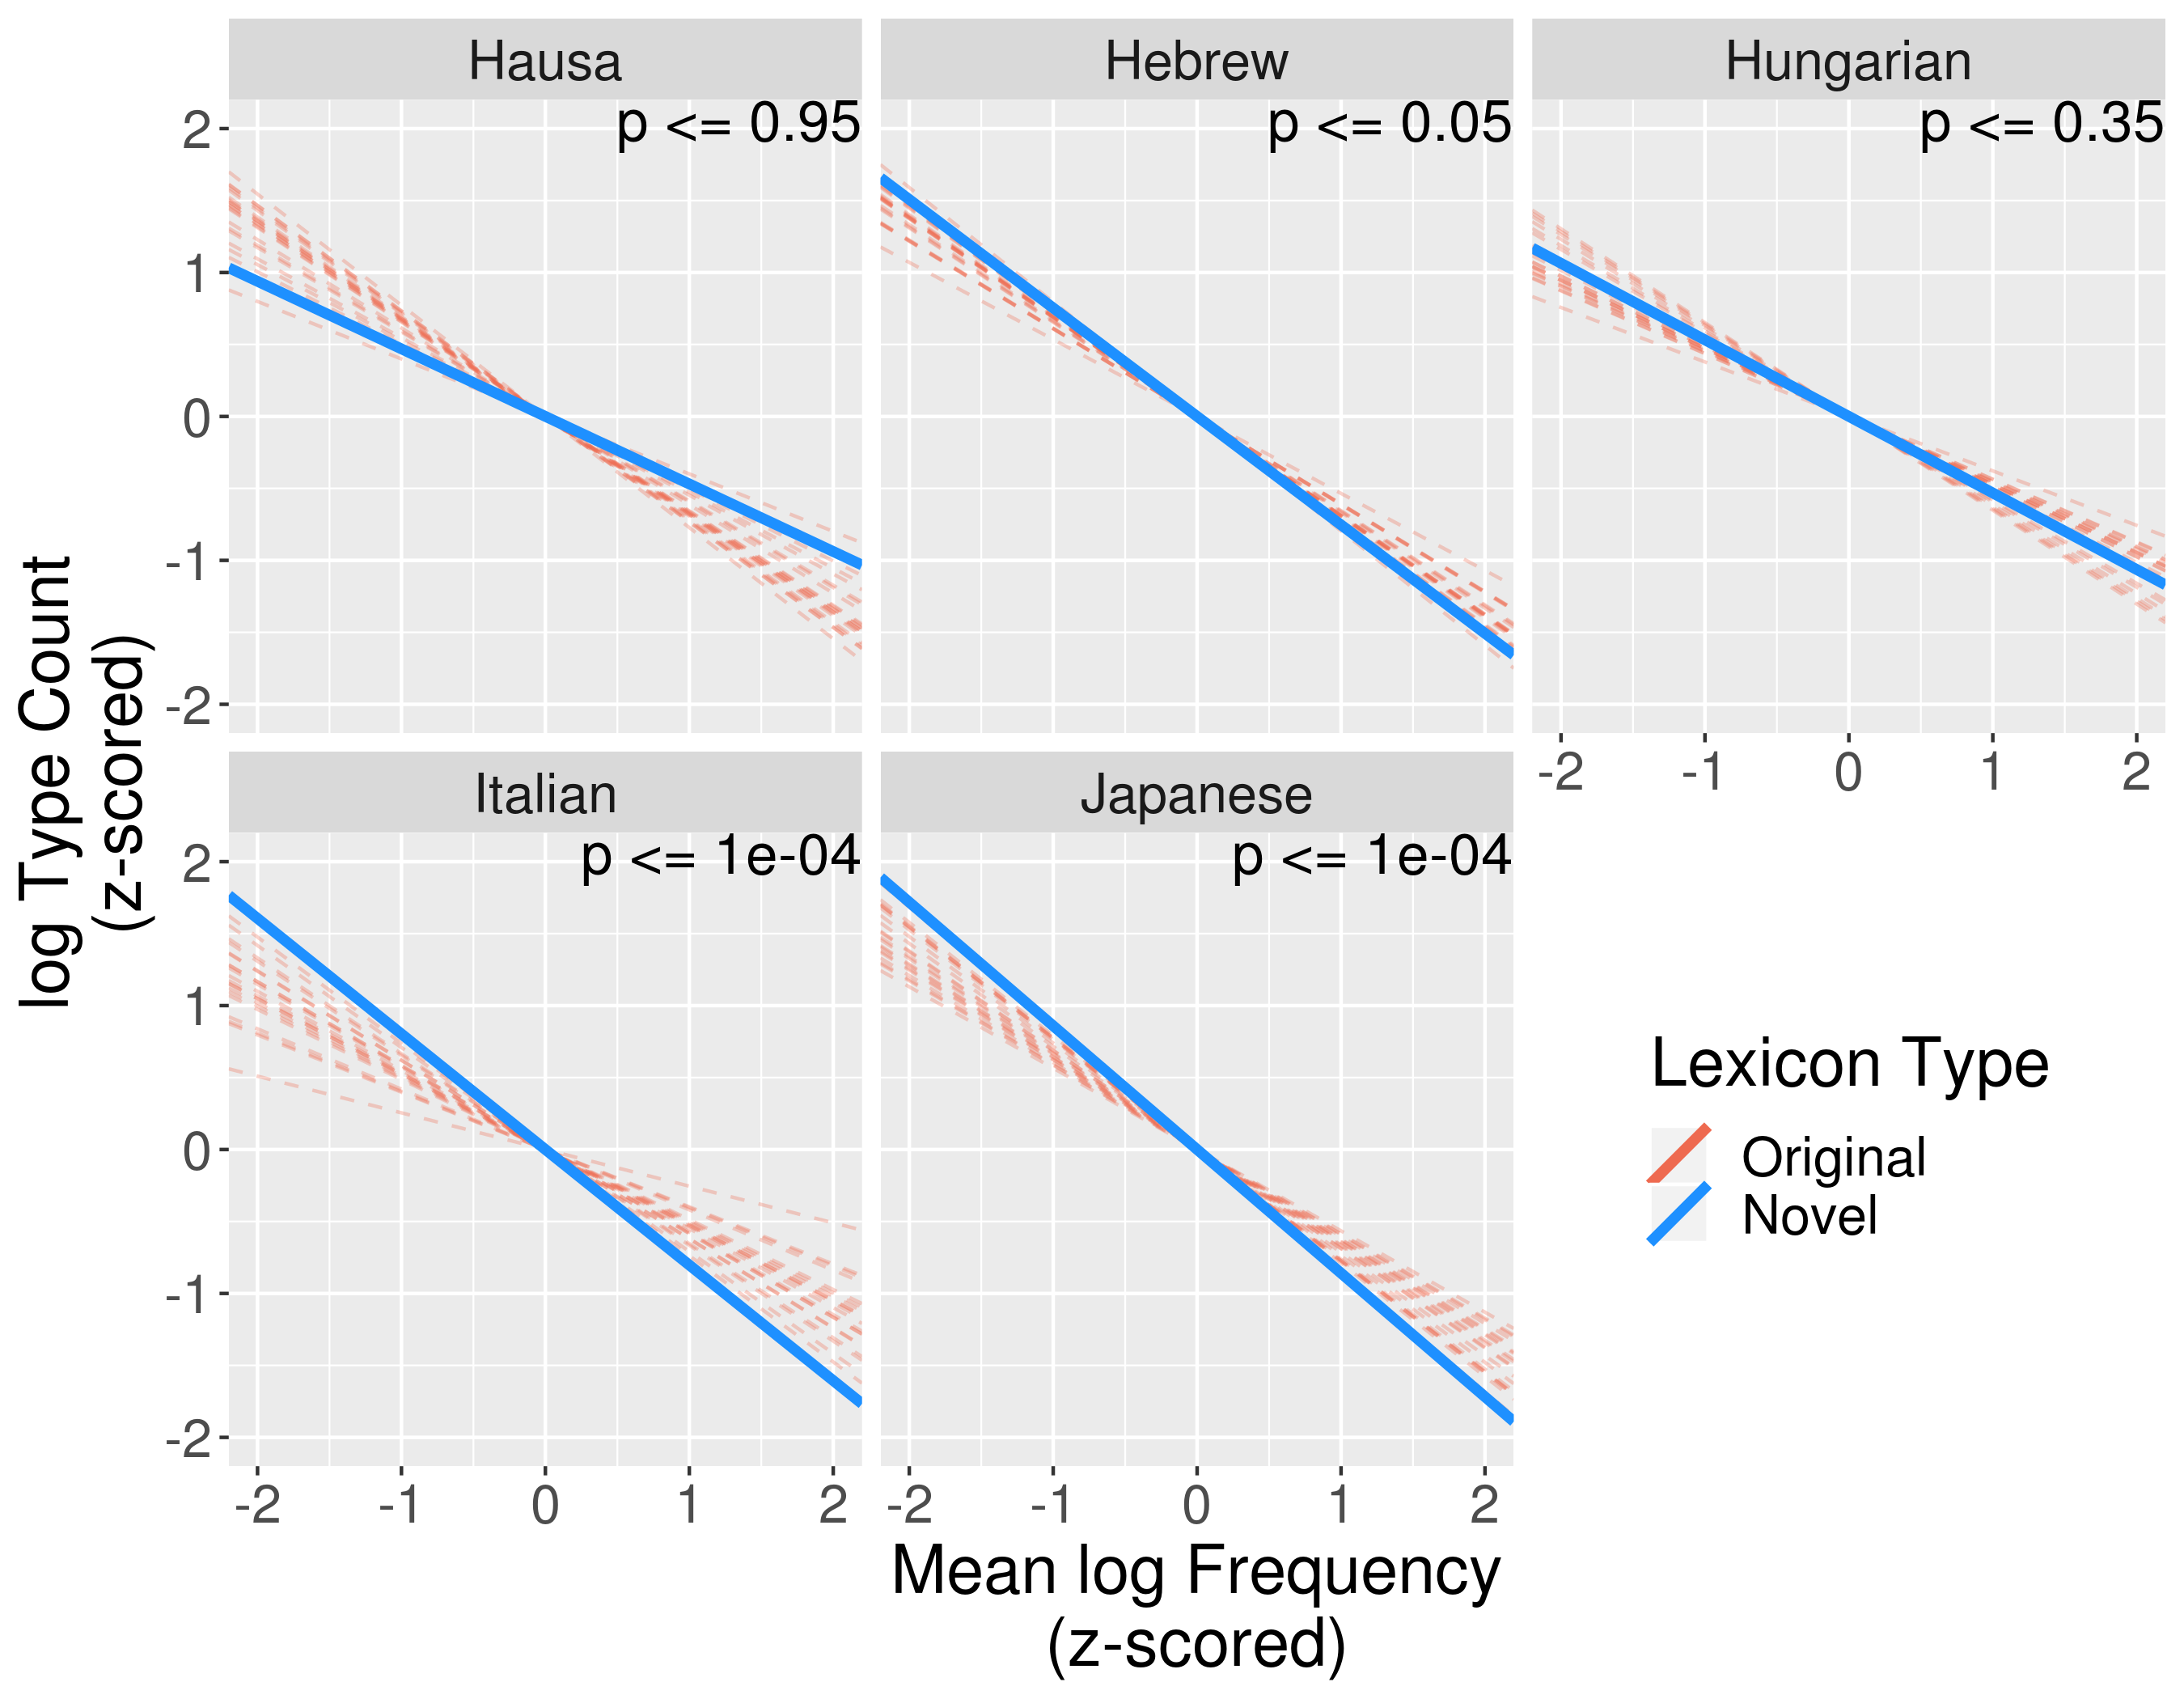 Hausa
Hebrew
Hungarian
p <= 0.95
p <= 0.05
p <= 0.35
2
1
0
-1
-2
-2 -1 0 1 2
Italian
Japanese
p <= 1e-04
p <= 1e-04
2
1
0
-1
-2
-2 -1 0 1 2
-2 -1 0 1 2
log Type Count
(z-scored)
Mean log Frequency
(z-scored)
Lexicon Type
Original
Novel